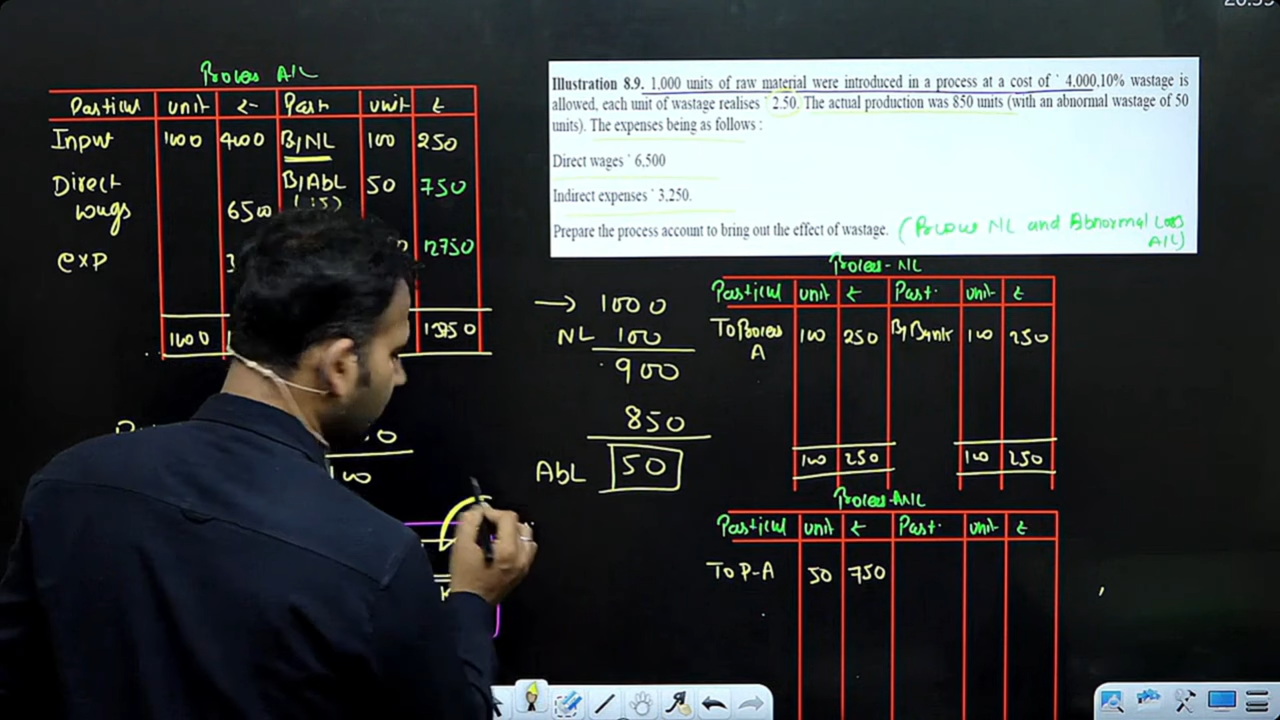 Process A/C
Particul unit ₹ Part unit ₹
Input 1000 4000 By NL 100 250
Direct wages 6500 By AbL (15) 50 750
exp 12750
1000
Illustration 8.9. 1,000 units of raw material were introduced in a process at a cost of ` 4,000,10% wastage is
allowed, each unit of wastage realises ` 2.50. The actual production was 850 units (with an abnormal wastage of 50
units). The expenses being as follows :
Direct wages ` 6,500
Indirect expenses ` 3,250.
Prepare the process account to bring out the effect of wastage. (Process NL and Abnormal Loss
A/C)
→ 1000
NL 100
900
850
AbL 50
Process-NL
Particul unit ₹ Part. unit ₹
To Process A 100 250 By Bank 100 250
100 250 100 250
Process-AbL
Particul unit ₹ Part. unit ₹
To P-A 50 750